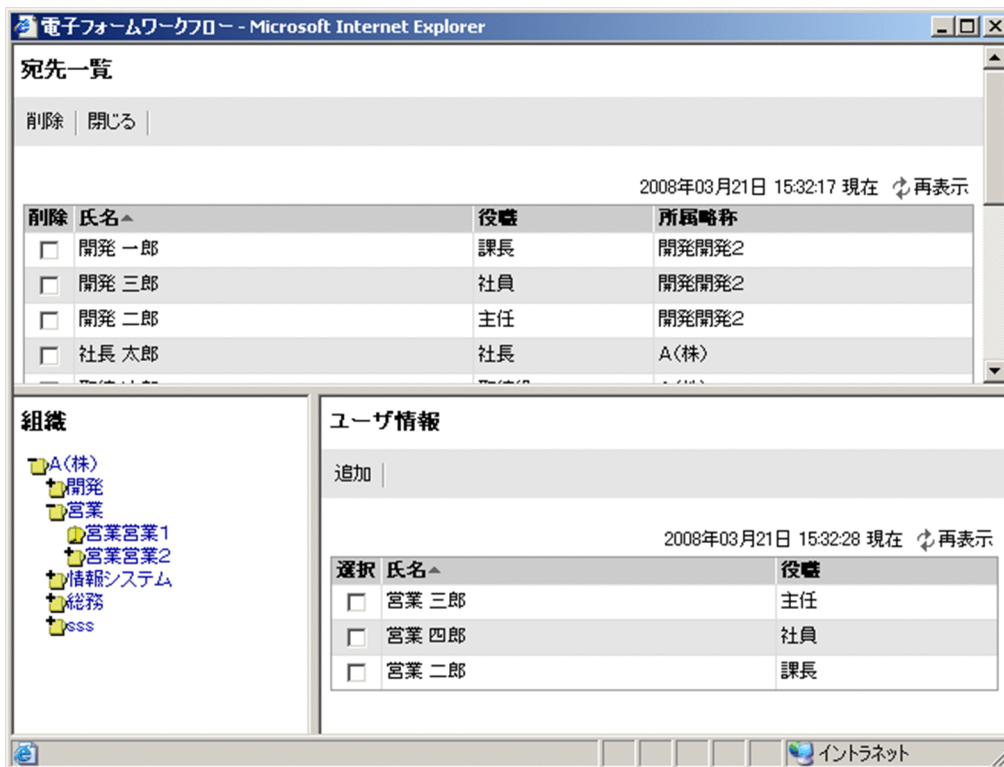 電子フォームワークフロー - Microsoft Internet Explorer
宛先一覧
削除 閉じる
2008年03月21日 15:32:17 現在 再表示
削除 氏名 役職 所属略称
開発 一郎 課長 開発開発2
開発 三郎 社員 開発開発2
開発 二郎 主任 開発開発2
社長 太郎 社長 A(株)
組織
A(株)
開発
営業
営業営業1
営業営業2
情報システム
総務
sss
ユーザ情報
追加
2008年03月21日 15:32:28 現在 再表示
選択 氏名 役職
営業 三郎 主任
営業 四郎 社員
営業 二郎 課長
イントラネット